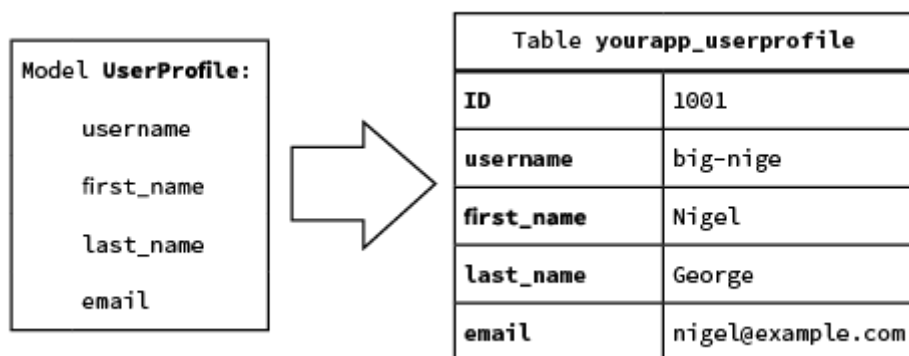 Model UserProfile:
username
first_name
last_name
email
Table yourapp_userprofile
ID 1001
username big-nige
first_name Nigel
last_name George
email nigel@example.com